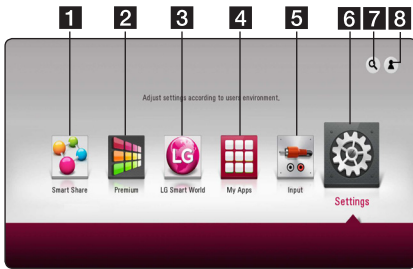 1 2 3 4 5 6 7 8
Adjust settings according to users environment.
LG
Smart Share Premium LG Smart World My Apps Input Settings